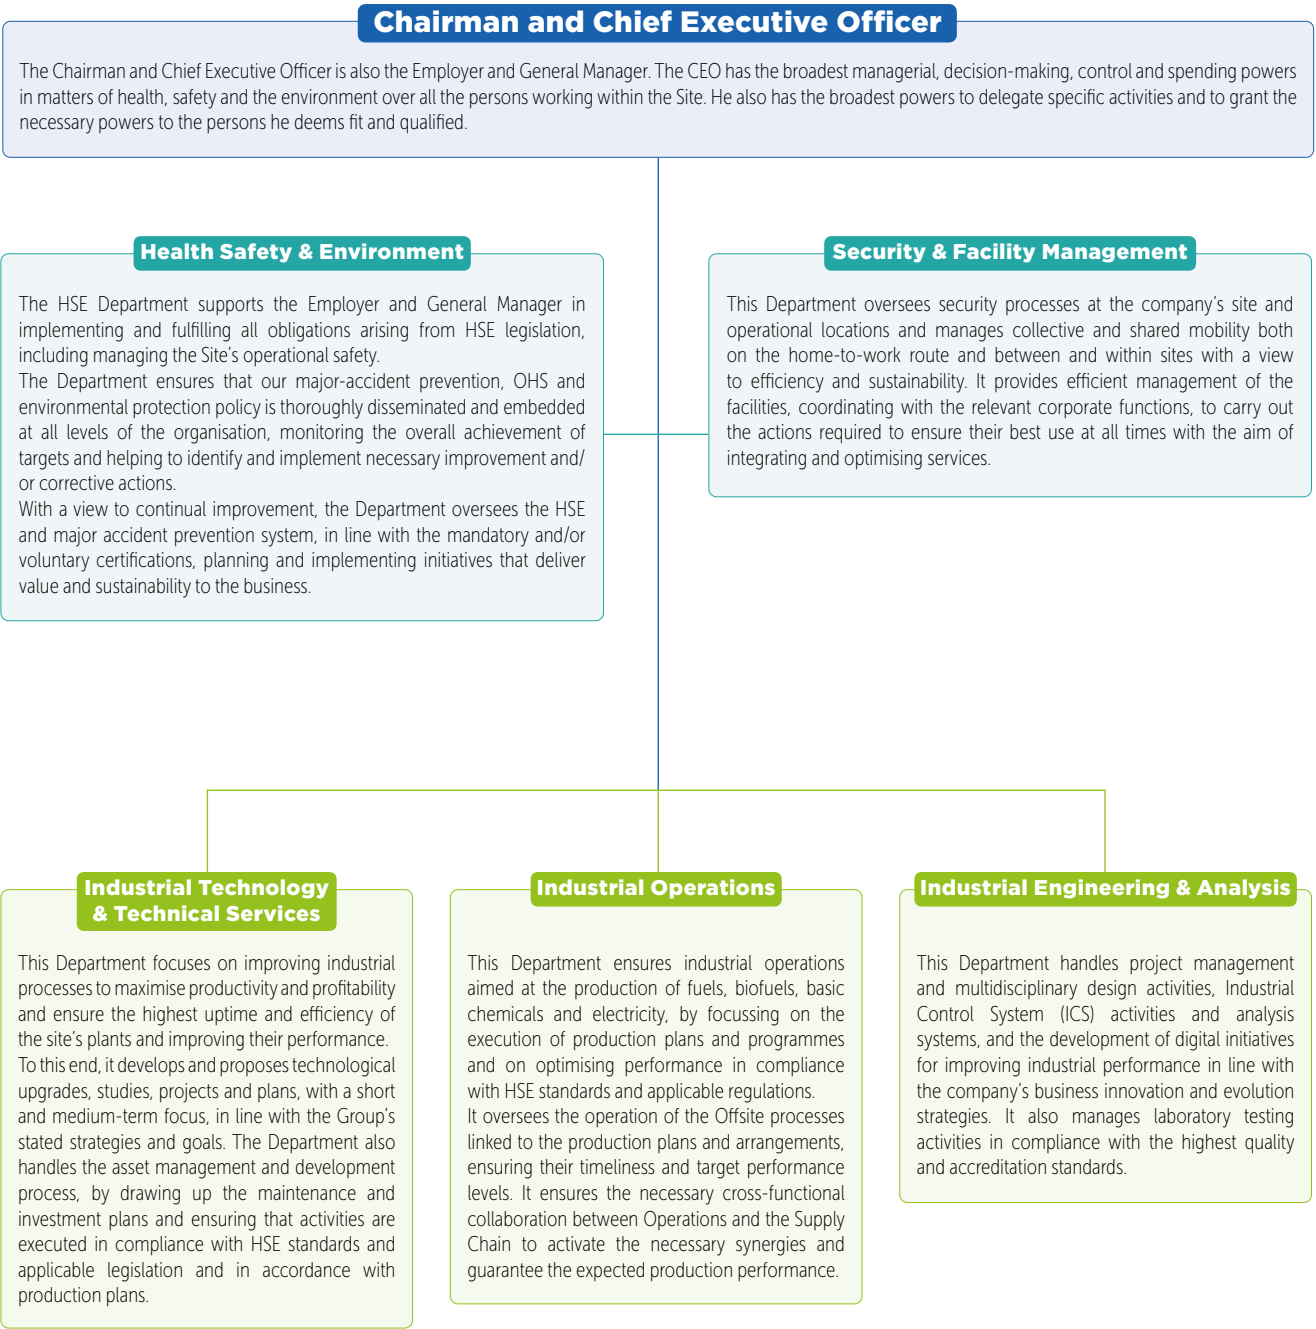 Chairman and Chief Executive Officer
The Chairman and Chief Executive Officer is also the Employer and General Manager. The CEO has the broadest managerial, decision-making, control and spending powers
in matters of health, safety and the environment over all the persons working within the Site. He also has the broadest powers to delegate specific activities and to grant the
necessary powers to the persons he deems fit and qualified.
Health Safety & Environment
The HSE Department supports the Employer and General Manager in
implementing and fulfilling all obligations arising from HSE legislation,
including managing the Site's operational safety.
The Department ensures that our major-accident prevention, OHS and
environmental protection policy is thoroughly disseminated and embedded
at all levels of the organisation, monitoring the overall achievement of
targets and helping to identify and implement necessary improvement and/
or corrective actions.
With a view to continual improvement, the Department oversees the HSE
and major accident prevention system, in line with the mandatory and/or
voluntary certifications, planning and implementing initiatives that deliver
value and sustainability to the business.
Security & Facility Management
This Department oversees security processes at the company's site and
operational locations and manages collective and shared mobility both
on the home-to-work route and between and within sites with a view
to efficiency and sustainability. It provides efficient management of the
facilities, coordinating with the relevant corporate functions, to carry out
the actions required to ensure their best use at all times with the aim of
integrating and optimising services.
Industrial Technology
& Technical Services
This Department focuses on improving industrial
processes to maximise productivity and profitability
and ensure the highest uptime and efficiency of
the site's plants and improving their performance.
To this end, it develops and proposes technological
upgrades, studies, projects and plans, with a short
and medium-term focus, in line with the Group's
stated strategies and goals. The Department also
handles the asset management and development
process, by drawing up the maintenance and
investment plans and ensuring that activities are
executed in compliance with HSE standards and
applicable legislation and in accordance with
production plans.
Industrial Operations
This Department ensures industrial operations
aimed at the production of fuels, biofuels, basic
chemicals and electricity, by focussing on the
execution of production plans and programmes
and on optimising performance in compliance
with HSE standards and applicable regulations.
It oversees the operation of the Offsite processes
linked to the production plans and arrangements,
ensuring their timeliness and target performance
levels. It ensures the necessary cross-functional
collaboration between Operations and the Supply
Chain to activate the necessary synergies and
guarantee the expected production performance.
Industrial Engineering & Analysis
This Department handles project management
and multidisciplinary design activities, Industrial
Control System (ICS) activities and analysis
systems, and the development of digital initiatives
for improving industrial performance in line with
the company's business innovation and evolution
strategies. It also manages laboratory testing
activities in compliance with the highest quality
and accreditation standards.